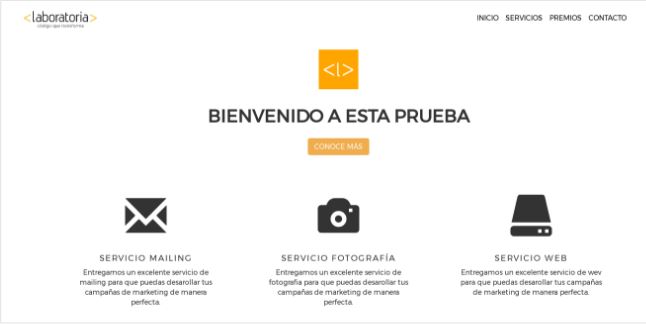 <laboratoria>
código que transforma
INICIO SERVICIOS PREMIOS CONTACTO
<l>
BIENVENIDO A ESTA PRUEBA
CONOCE MÁS
SERVICIO MAILING
Entregamos un excelente servicio de
mailing para que puedas desarollar tus
campañas de marketing de manera
perfecta.
SERVICIO FOTOGRAFÍA
Entregamos un excelente servicio de
fotografía para que puedas desarollar tus
campañas de marketing de manera
perfecta.
SERVICIO WEB
Entregamos un excelente servicio de wev
para que puedas desarollar tus campañas
de marketing de manera perfecta.